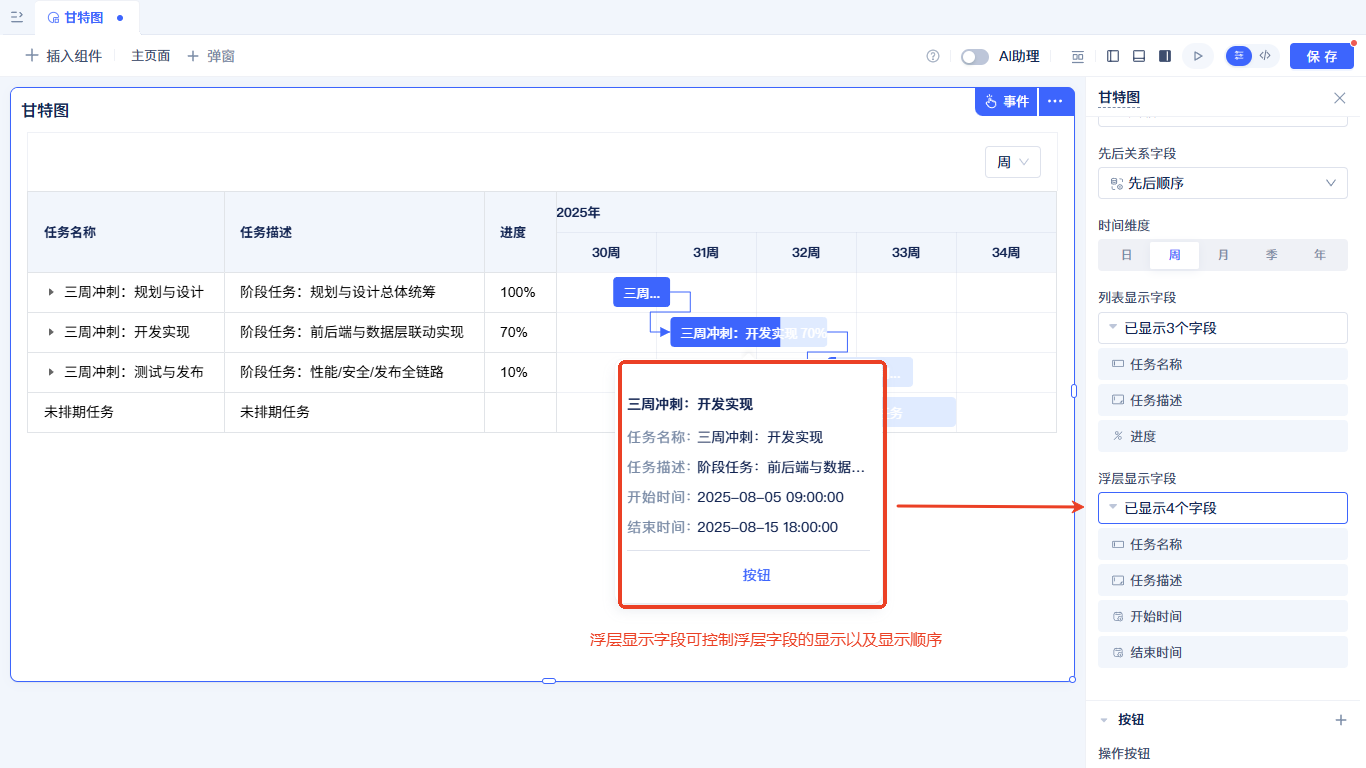 甘特图
插入组件
主页面
弹窗
AI助理
保 存
甘特图
事件
周
任务名称
任务描述
进度
2025年
30周
31周
32周
33周
34周
三周冲刺：规划与设计
阶段任务：规划与设计总体统筹
100%
三周...
三周冲刺：开发实现
阶段任务：前后端与数据层联动实现
70%
三周冲刺：开发实现 70%
三周冲刺：测试与发布
阶段任务：性能/安全/发布全链路
10%
...
未排期任务
未排期任务
务
三周冲刺：开发实现
任务名称：三周冲刺：开发实现
任务描述：阶段任务：前后端与数据...
开始时间：2025-08-05 09:00:00
结束时间：2025-08-15 18:00:00
按钮
浮层显示字段可控制浮层字段的显示以及显示顺序
甘特图
先后关系字段
先后顺序
时间维度
日
周
月
季
年
列表显示字段
已显示3个字段
任务名称
任务描述
进度
浮层显示字段
已显示4个字段
任务名称
任务描述
开始时间
结束时间
按钮
操作按钮